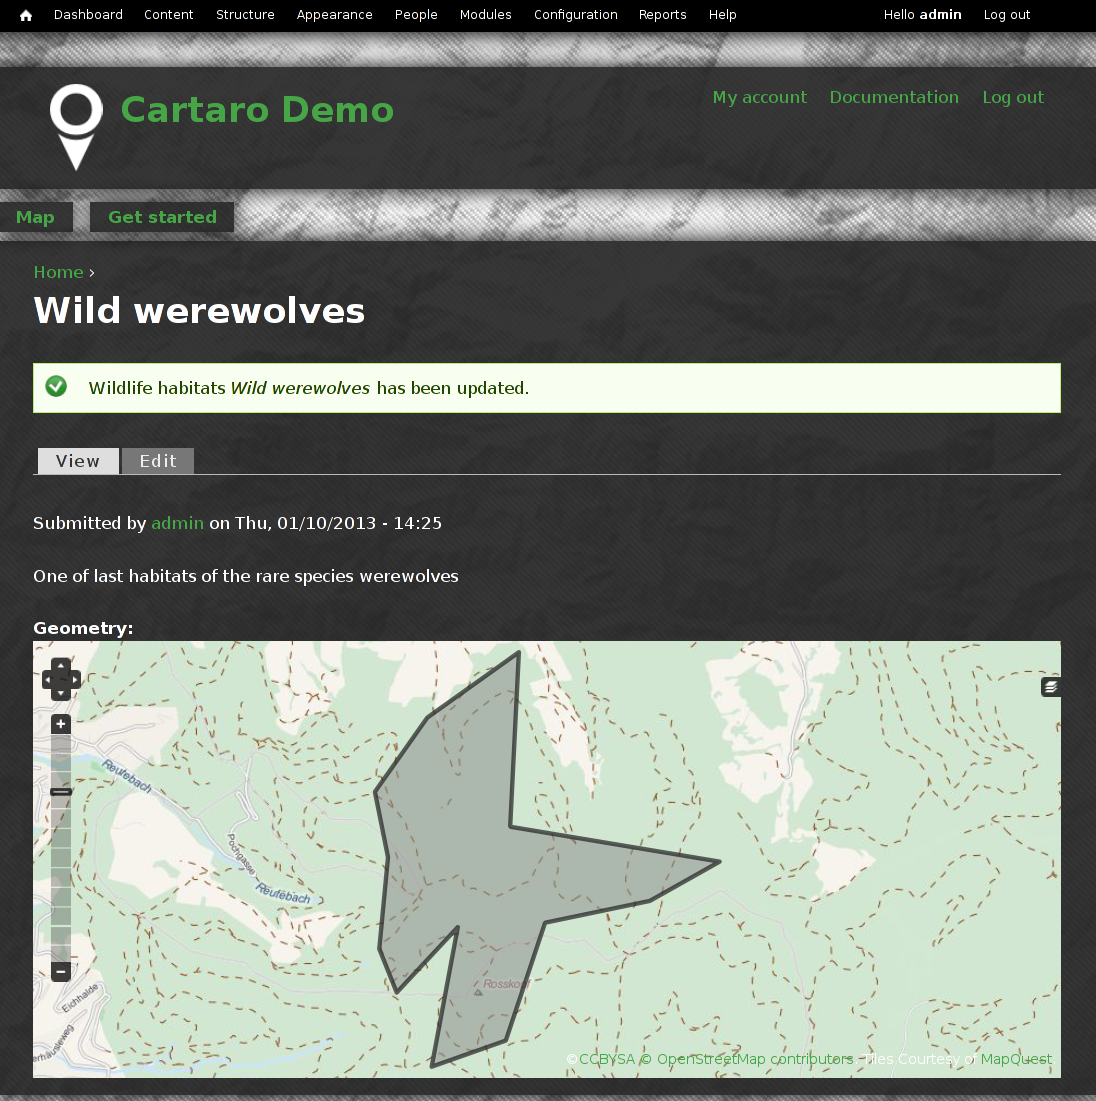 Dashboard Content Structure Appearance People Modules Configuration Reports Help Hello admin Log out
Cartaro Demo
My account Documentation Log out
Map Get started
Home ›
Wild werewolves
Wildlife habitats Wild werewolves has been updated.
View Edit
Submitted by admin on Thu, 01/10/2013 - 14:25
One of last habitats of the rare species werewolves
Geometry:
+
Reutebach
Pochgasse
Reutebach
−
Rosskopf
Eichhalde
erhäusleweg
©CCBYSA © OpenStreetMap contributors. Tiles Courtesy of MapQuest